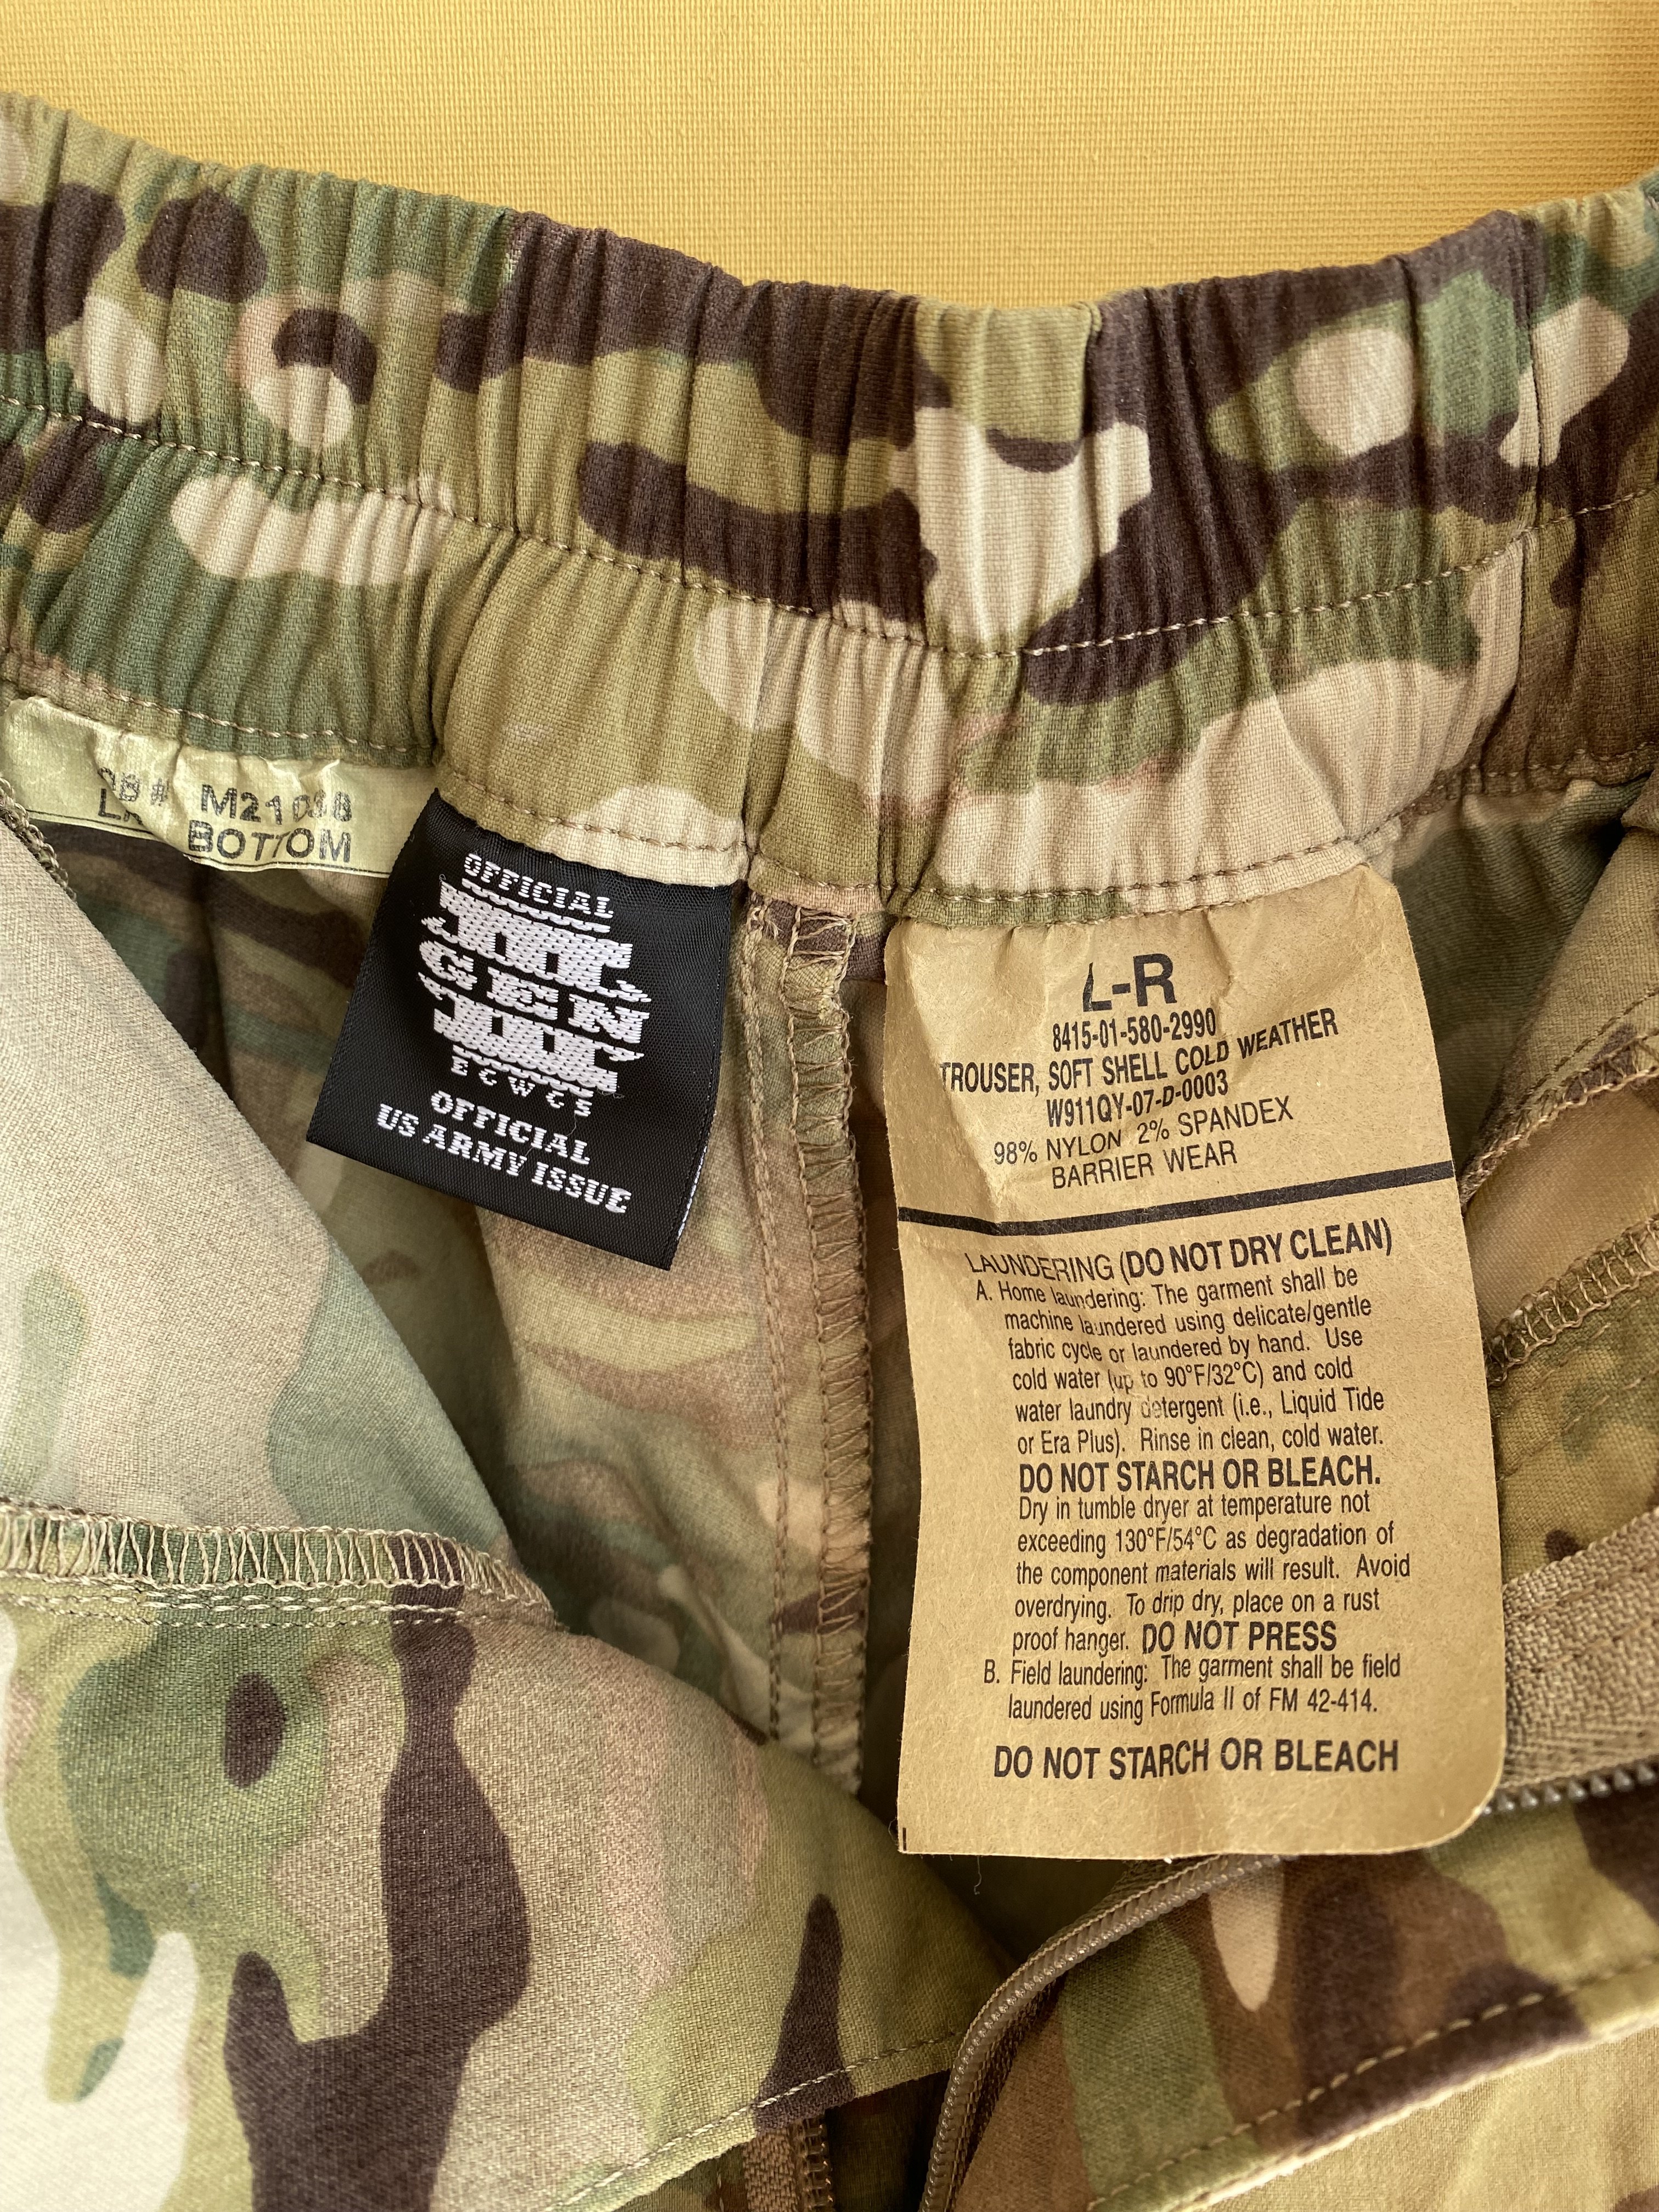 M21038
BOTTOM
OFFICIAL
GEN
III
ECWCS
OFFICIAL
US ARMY ISSUE
L-R
8415-01-580-2990
TROUSER, SOFT SHELL COLD WEATHER
W911QY-07-D-0003
98% NYLON 2% SPANDEX
BARRIER WEAR
LAUNDERING (DO NOT DRY CLEAN)
A. Home laundering: The garment shall be
machine laundered using delicate/gentle
fabric cycle or laundered by hand. Use
cold water (up to 90°F/32°C) and cold
water laundry detergent (i.e., Liquid Tide
or Era Plus). Rinse in clean, cold water.
DO NOT STARCH OR BLEACH.
Dry in tumble dryer at temperature not
exceeding 130°F/54°C as degradation of
the component materials will result. Avoid
overdrying. To drip dry, place on a rust
proof hanger. DO NOT PRESS
B. Field laundering: The garment shall be field
laundered using Formula II of FM 42-414.
DO NOT STARCH OR BLEACH